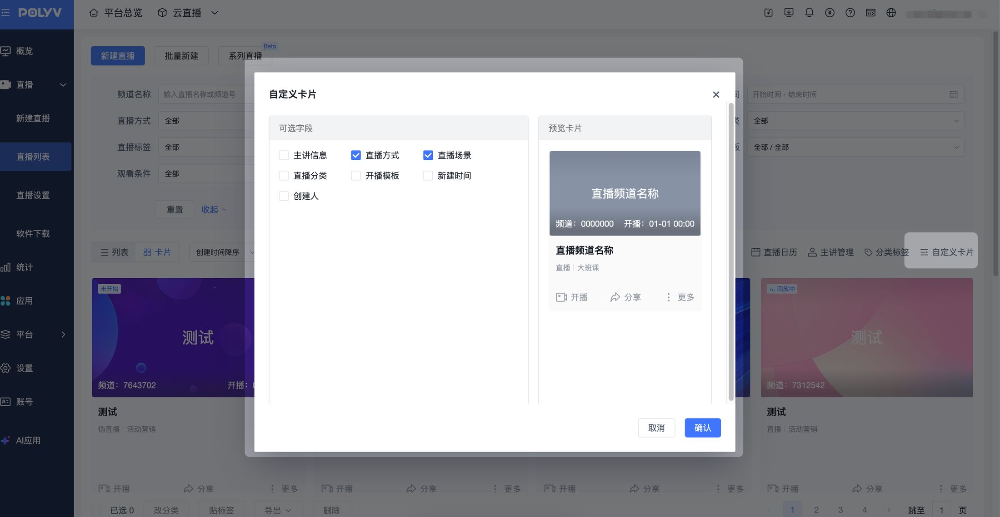 POLYV
平台总览
云直播
概览
直播
新建直播
直播列表
直播设置
软件下载
统计
应用
平台
设置
账号
AI应用
新建直播
批量新建
系列直播
Beta
频道名称
输入直播名称或频道号
开始时间 - 结束时间
直播方式
全部
全部
直播标签
全部
全部 / 全部
观看条件
全部
重置
收起
列表
卡片
创建时间降序
直播日历
主讲管理
分类标签
自定义卡片
自定义卡片
可选字段
主讲信息
直播方式
直播场景
直播分类
开播模板
新建时间
创建人
预览卡片
直播频道名称
频道：0000000 开播：01-01 00:00
直播频道名称
直播 | 大班课
开播
分享
更多
取消
确认
未开始
测试
频道：7643702
开播：
测试
伪直播 | 活动营销
回放中
测试
频道：7312542
测试
直播 | 活动营销
开播 分享 更多
开播 分享 更多
开播 分享 更多
开播 分享 更多
已选 0
改分类
贴标签
导出
删除
1 2 3 4
跳至 1 页